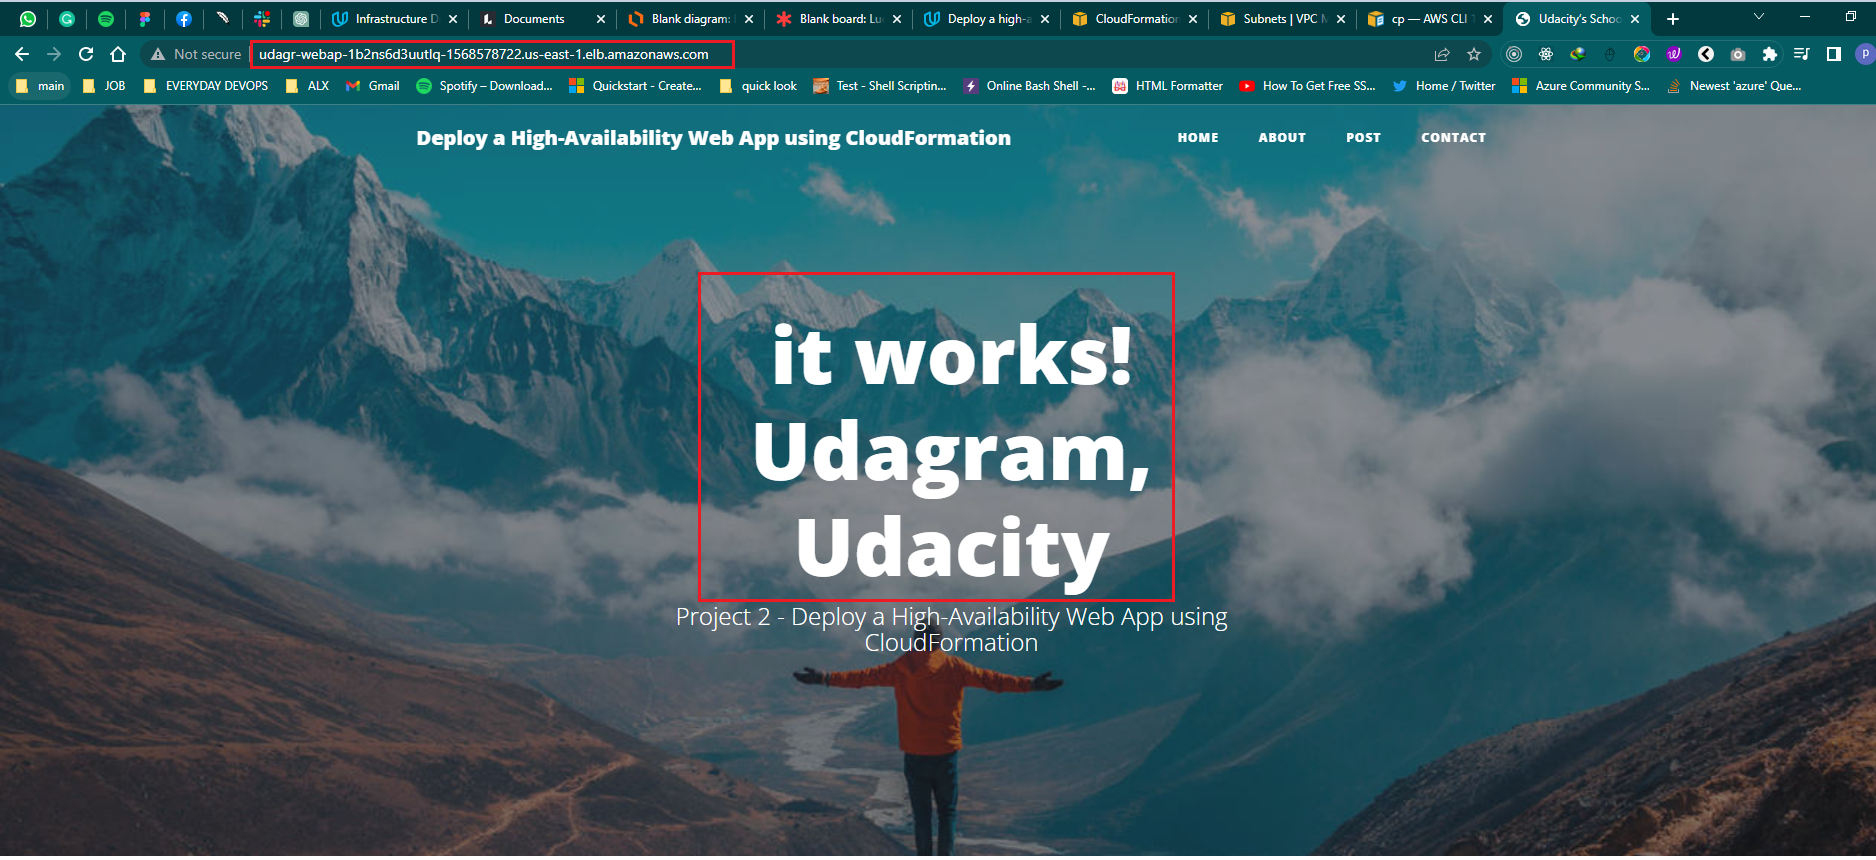 Infrastructure D
Documents
Blank diagram:
Blank board: Lu
Deploy a high-a
CloudFormation
Subnets | VPC M
cp — AWS CLI
Udacity's Schoo
Not secure
udagr-webap-1b2ns6d3uutlq-1568578722.us-east-1.elb.amazonaws.com
main
JOB
EVERYDAY DEVOPS
ALX
Gmail
Spotify – Download...
Quickstart - Create...
quick look
Test - Shell Scriptin...
Online Bash Shell -...
HTML Formatter
How To Get Free SS...
Home / Twitter
Azure Community S...
Newest 'azure' Que...
Deploy a High-Availability Web App using CloudFormation
HOME
ABOUT
POST
CONTACT
it works!
Udagram,
Udacity
Project 2 - Deploy a High-Availability Web App using
CloudFormation